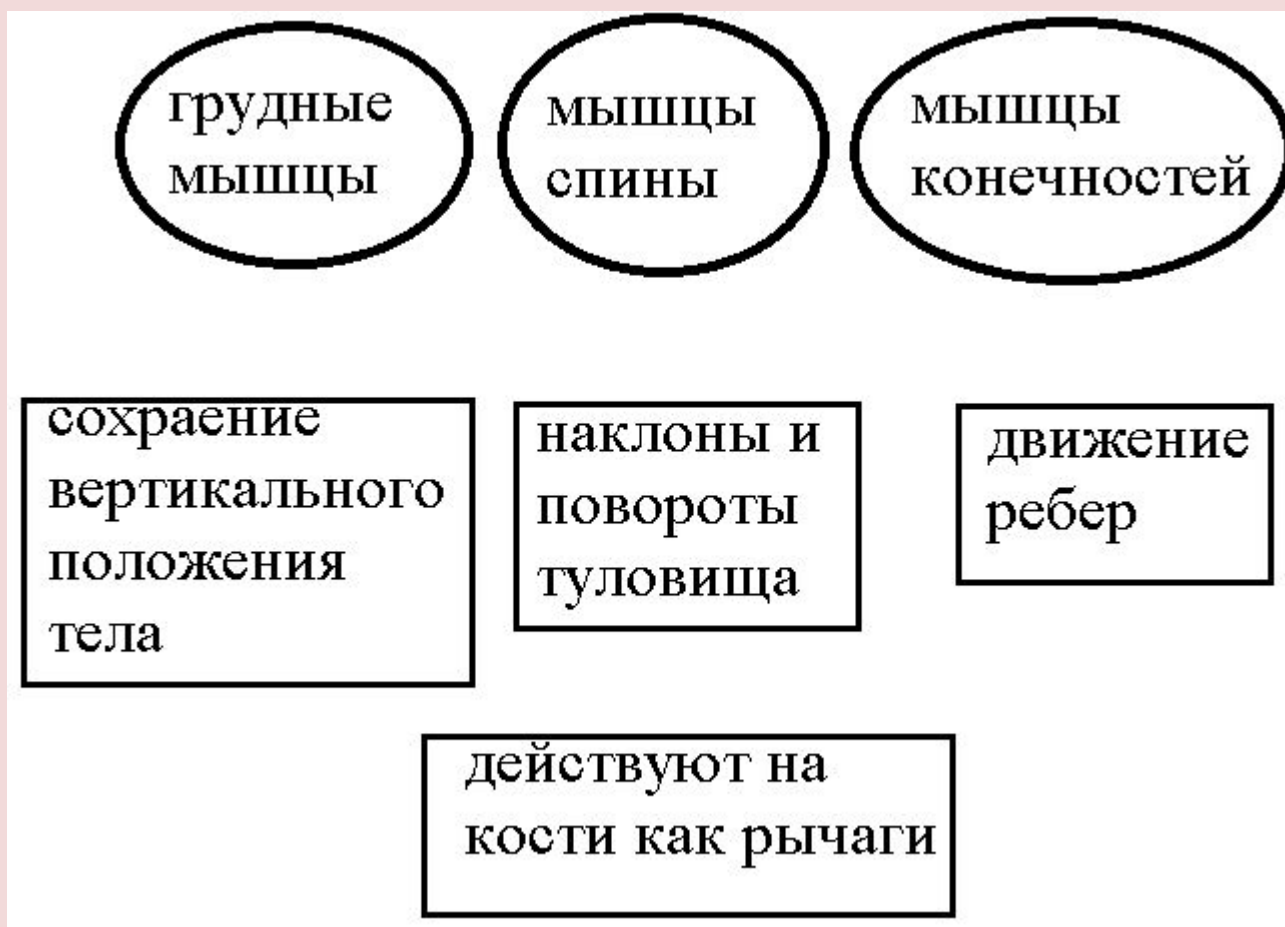 грудные
мышцы
мышцы
спины
мышцы
конечностей
сохраение
вертикального
положения
тела
наклоны и
повороты
туловища
движение
ребер
действуют на
кости как рычаги